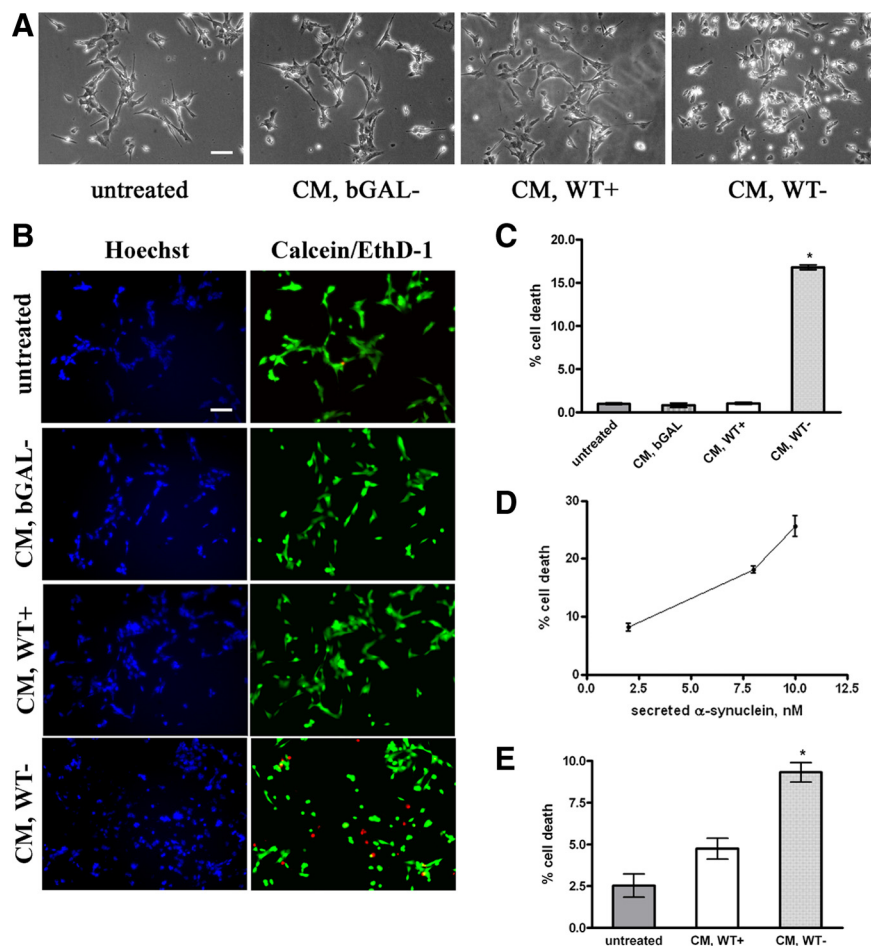 A
untreated
CM, bGAL-
CM, WT+
CM, WT-
B
Hoechst
Calcein/EthD-1
untreated
CM, bGAL-
CM, WT+
CM, WT-
C
% cell death
20.0
15.0
10.0
5.0
0.0
*
untreated
CM, bGAL
CM, WT+
CM, WT-
D
% cell death
30
20
10
0
0.0
2.5
5.0
7.5
10.0
12.5
secreted α-synuclein, nM
E
% cell death
10.0
7.5
5.0
2.5
0.0
*
untreated
CM, WT+
CM, WT-